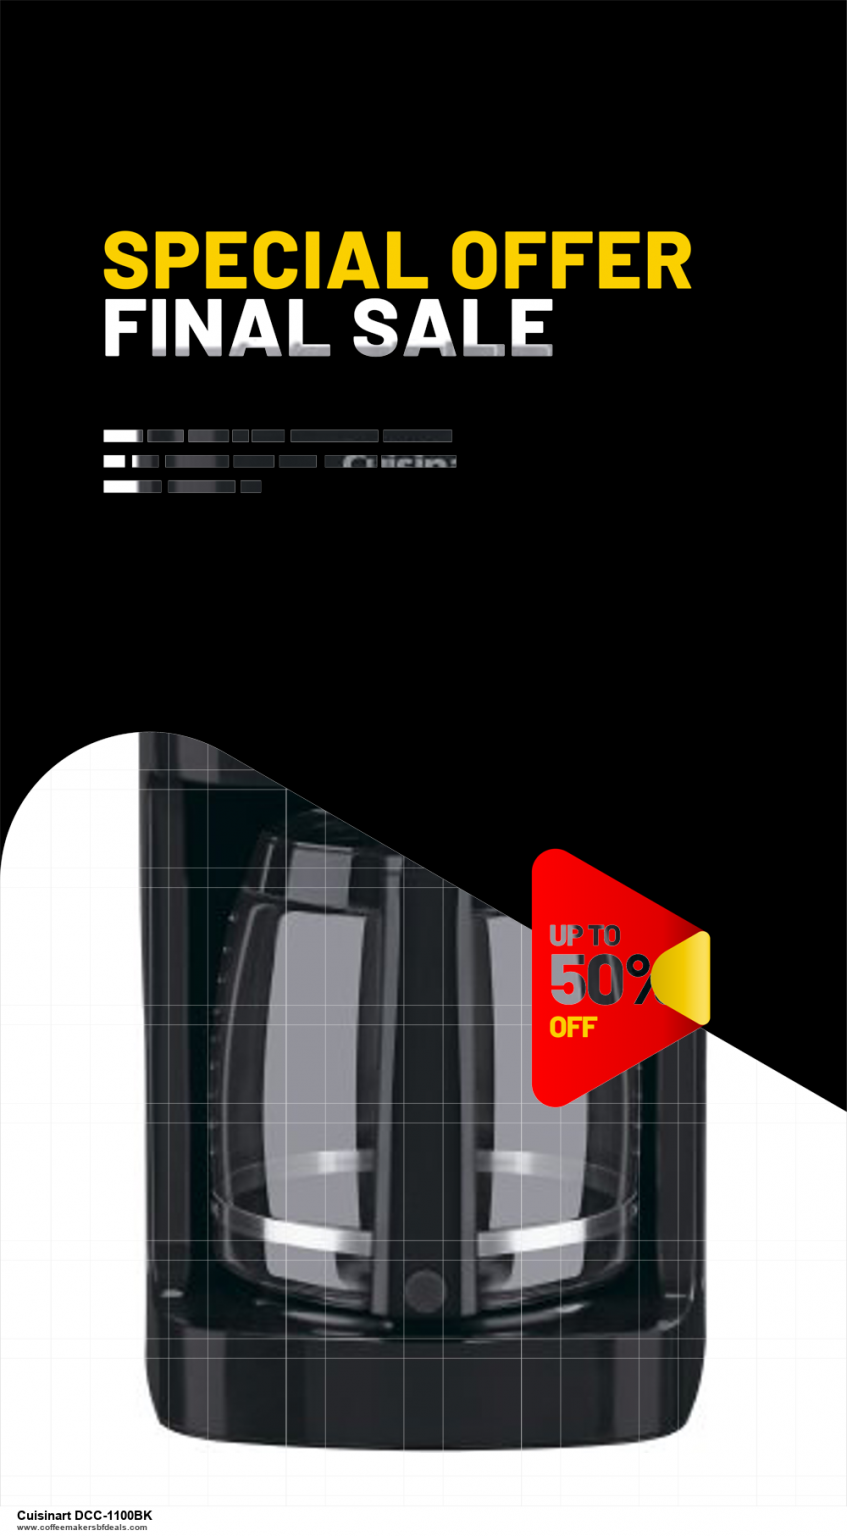 SPECIAL OFFER
FINAL SALE
UP TO
50%
OFF
Cuisinart DCC-1100BK
www.coffeemakersbfdeals.com